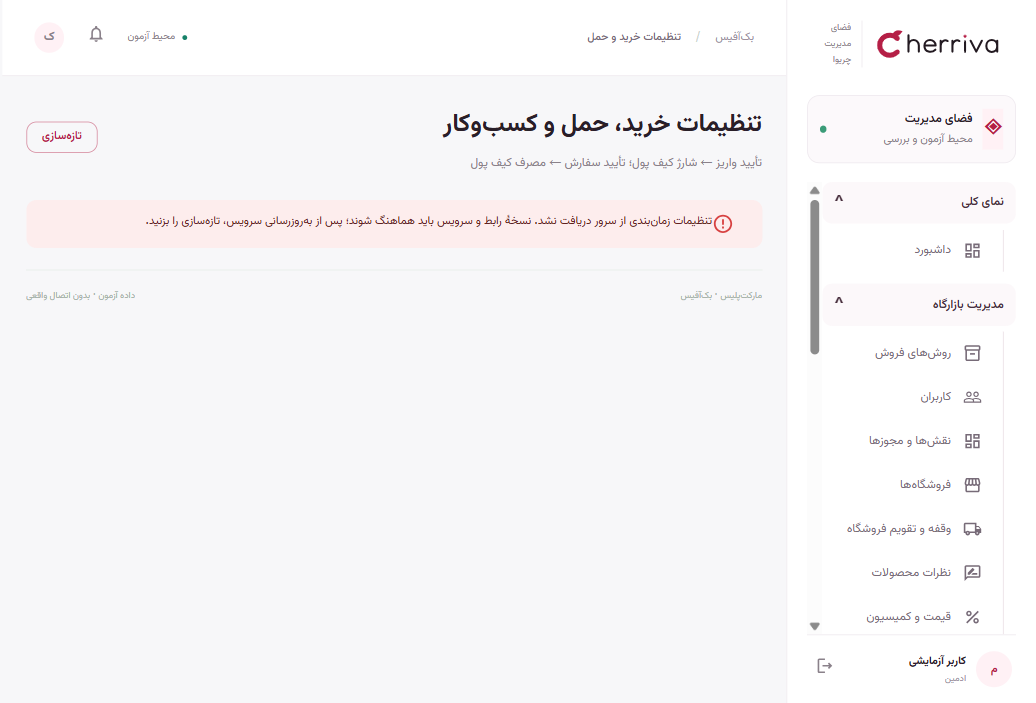 herriva
فضای
مدیریت
چریوا
فضای مدیریت
محیط آزمون و بررسی
نمای کلی
^
داشبورد
مدیریت بازارگاه
^
روش‌های فروش
کاربران
نقش‌ها و مجوزها
فروشگاه‌ها
وقفه و تقویم فروشگاه
نظرات محصولات
قیمت و کمیسیون
م
کاربر آزمایشی
ادمین
بک‌آفیس / تنظیمات خرید و حمل
محیط آزمون
ک
تنظیمات خرید، حمل و کسب‌وکار
تأیید واریز ← شارژ کیف پول؛ تأیید سفارش ← مصرف کیف پول
تازه‌سازی
تنظیمات زمان‌بندی از سرور دریافت نشد. نسخهٔ رابط و سرویس باید هماهنگ شوند؛ پس از به‌روزرسانی سرویس، تازه‌سازی را بزنید.
مارکت‌پلیس · بک‌آفیس
داده آزمون · بدون اتصال واقعی